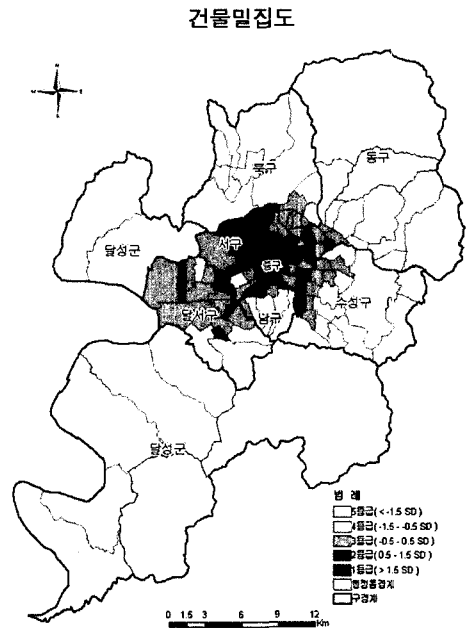 건물밀집도
N
북구
동구
달성군
서구
중구
수성구
달서구
남구
달성군
범 례
5등급( < -1.5 SD)
4등급(-1.5 - -0.5 SD)
3등급(-0.5 - 0.5 SD)
2등급(0.5 - 1.5 SD)
1등급( > 1.5 SD)
행정동경계
구경계
0 1.5 3 6 9 12
Km